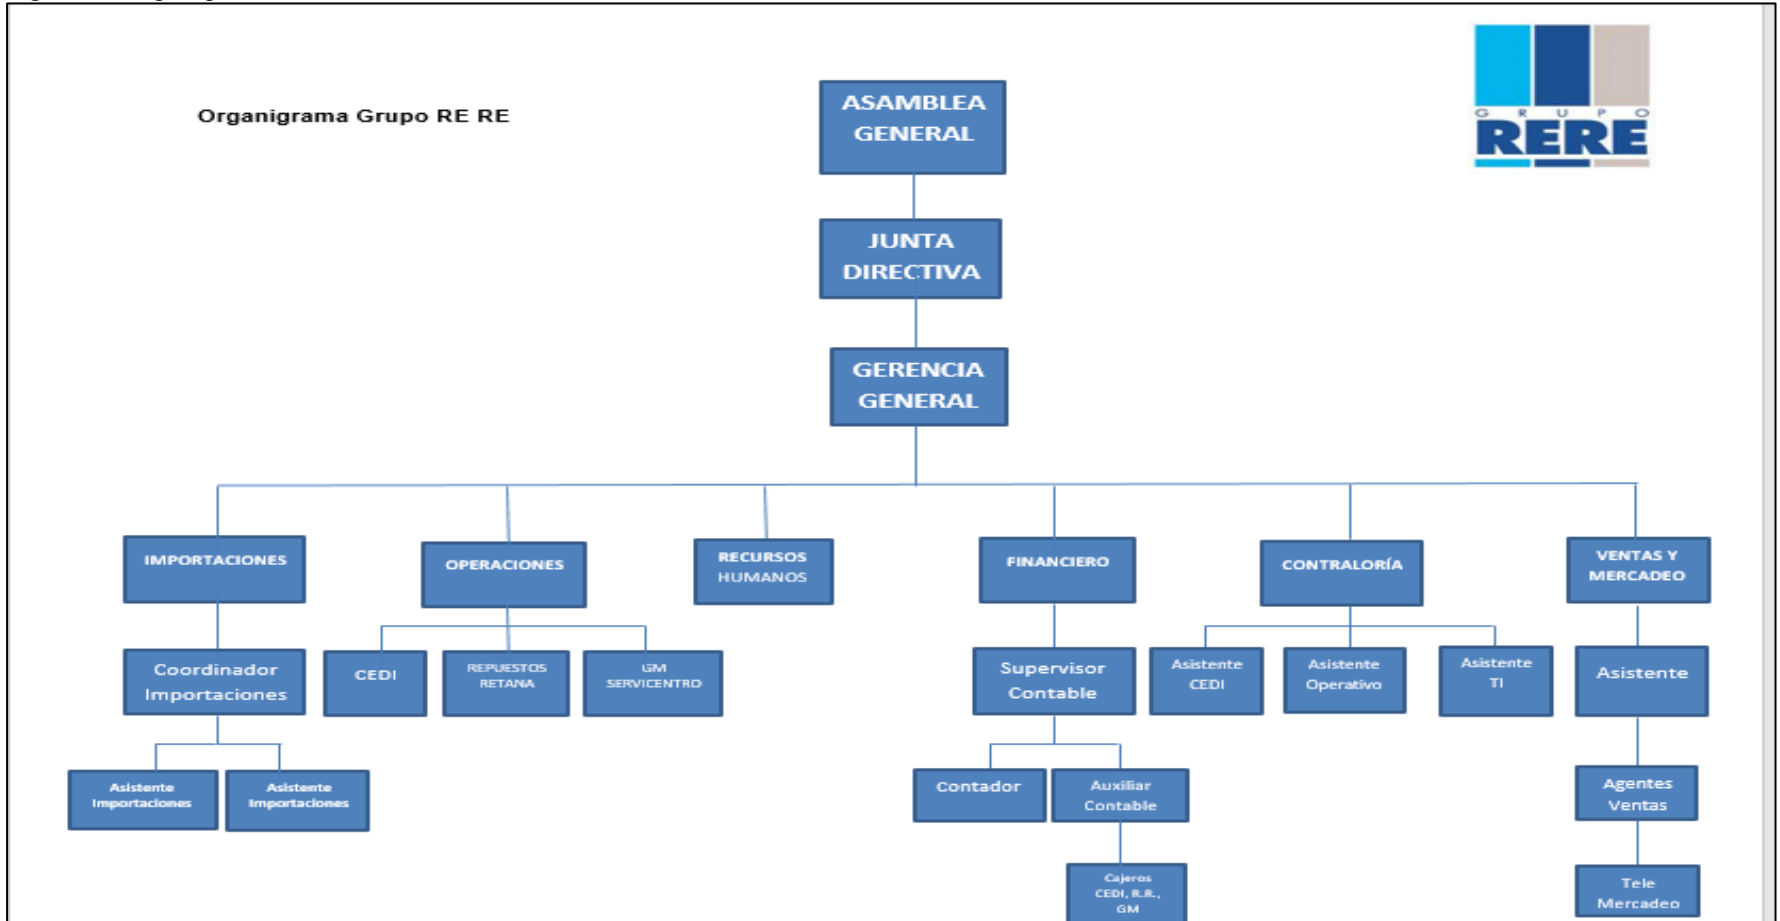 Organigrama Grupo RE RE
GRUPO
RERE
ASAMBLEA
GENERAL
JUNTA
DIRECTIVA
GERENCIA
GENERAL
IMPORTACIONES
OPERACIONES
RECURSOS
HUMANOS
FINANCIERO
CONTRALORÍA
VENTAS Y
MERCADEO
Coordinador
Importaciones
CEDI
REPUESTOS
RETANA
GM
SERVICENTRO
Supervisor
Contable
Asistente
CEDI
Asistente
Operativo
Asistente
TI
Asistente
Asistente
Importaciones
Asistente
Importaciones
Contador
Auxiliar
Contable
Agentes
Ventas
Cajeros
CEDI, R.R.,
GM
Tele
Mercadeo